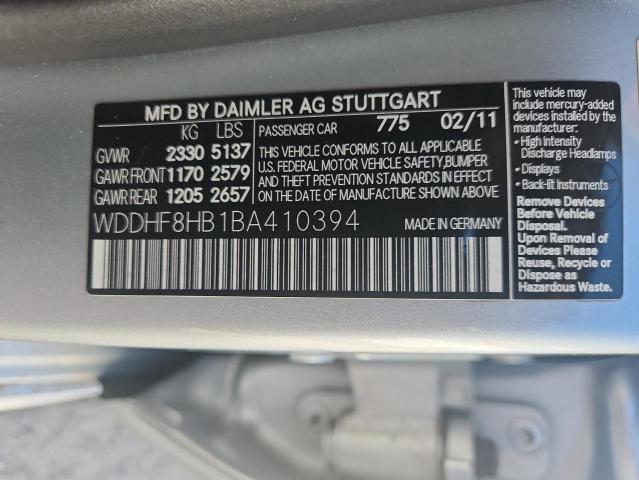 MFD BY DAIMLER AG STUTTGART
KG LBS
GVWR 2330 5137
GAWR FRONT 1170 2579
GAWR REAR 1205 2657
PASSENGER CAR 775 02/11
THIS VEHICLE CONFORMS TO ALL APPLICABLE
U.S. FEDERAL MOTOR VEHICLE SAFETY,BUMPER
AND THEFT PREVENTION STANDARDS IN EFFECT
ON THE DATE OF MANUFACTURE SHOWN ABOVE
WDDHF8HB1BA410394
MADE IN GERMANY
This vehicle may
include mercury-added
devices installed by the
manufacturer:
• High Intensity
Discharge Headlamps
• Displays
• Back-lit Instruments
Remove Devices
Before Vehicle
Disposal.
Upon Removal of
Devices Please
Reuse, Recycle or
Dispose as
Hazardous Waste.